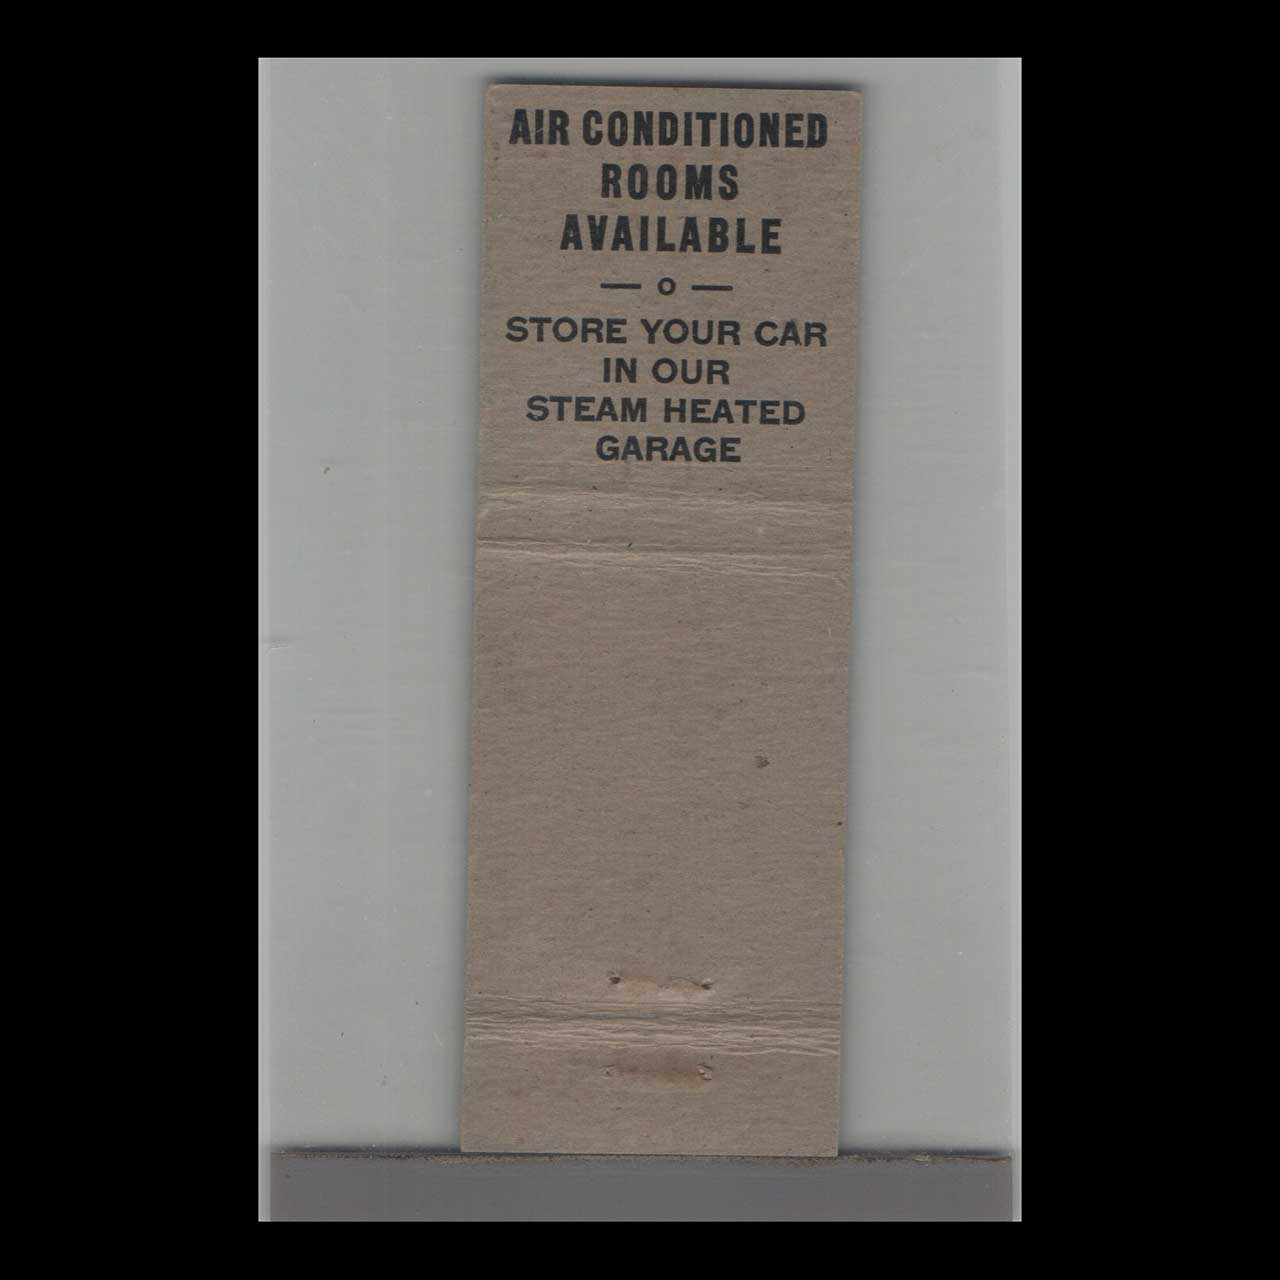 AIR CONDITIONED
ROOMS
AVAILABLE
— o —
STORE YOUR CAR
IN OUR
STEAM HEATED
GARAGE